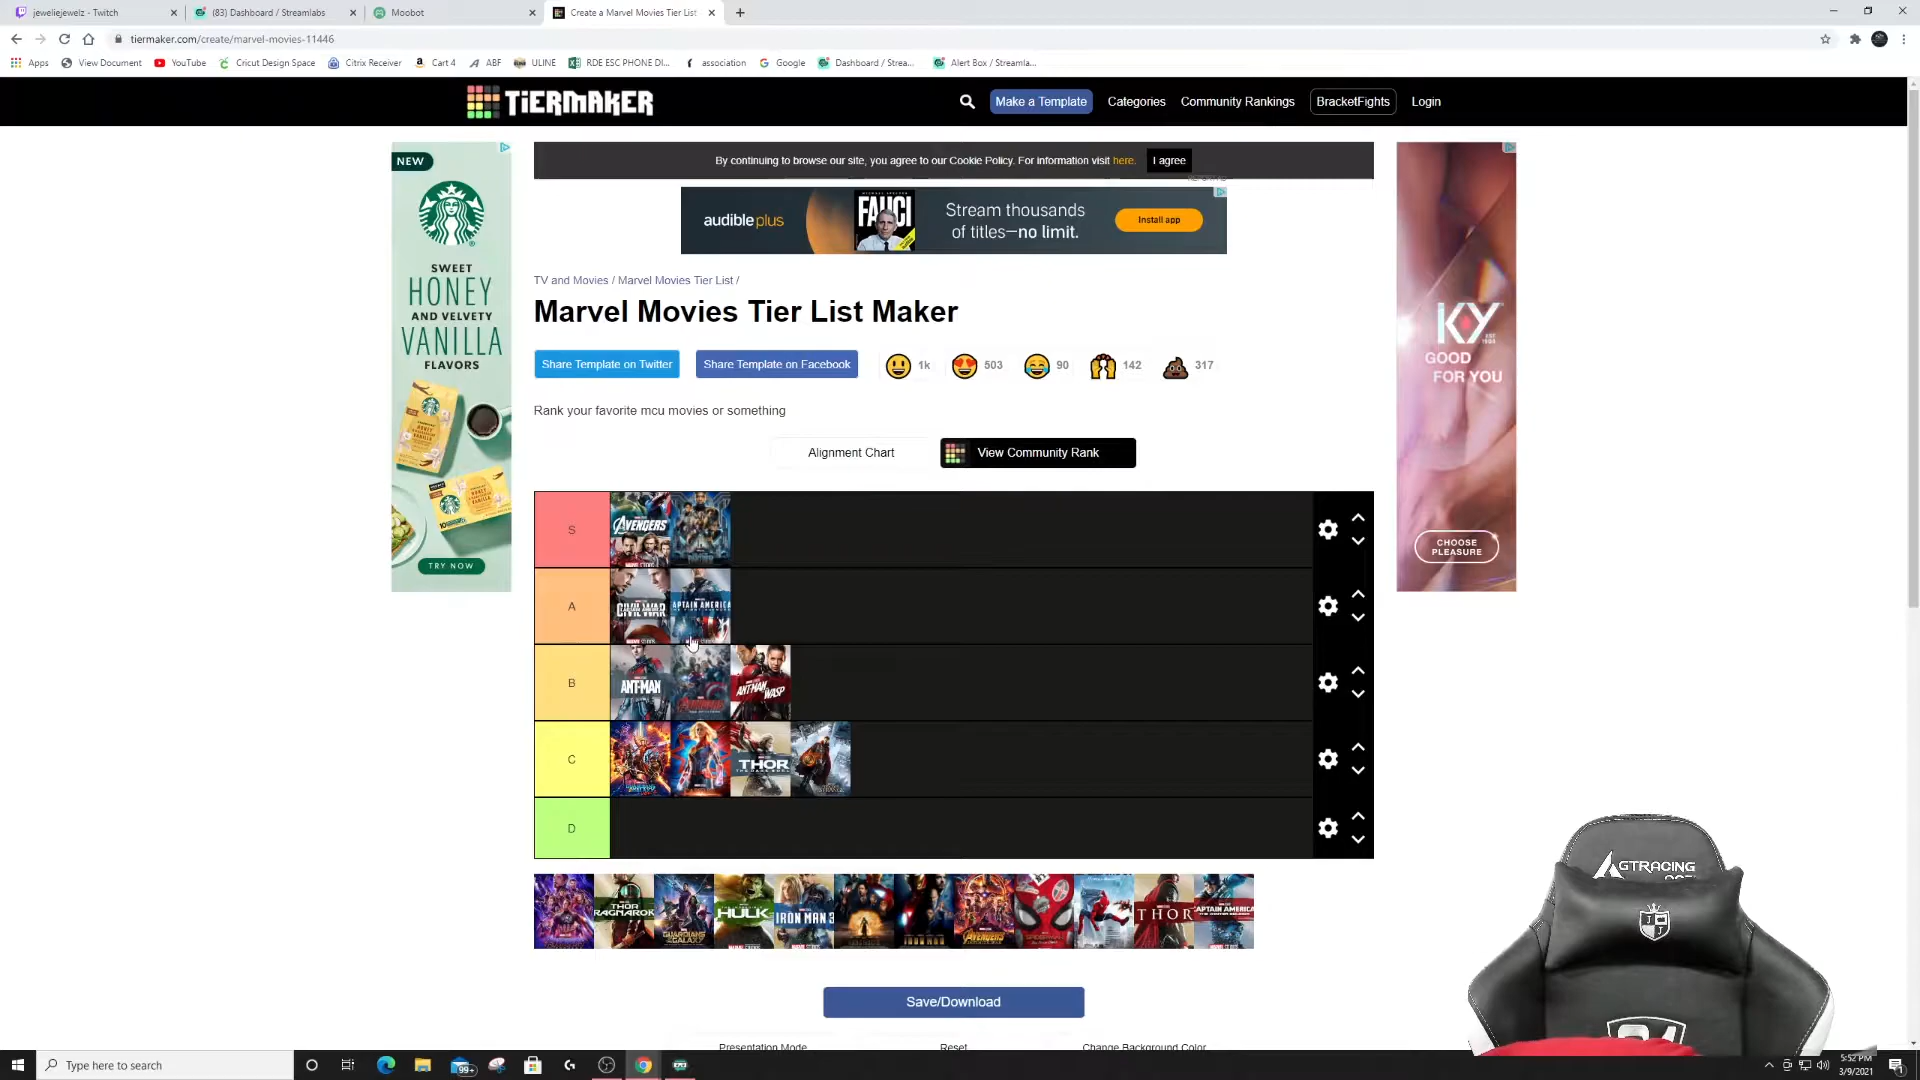 jeweliejewelz - Twitch
(83) Dashboard / Streamlabs
Moobot
Create a Marvel Movies Tier List
tiermaker.com/create/marvel-movies-11446
Apps
View Document
YouTube
Cricut Design Space
Citrix Receiver
Cart 4
ABF
ULINE
RDE ESC PHONE DI...
association
Google
Dashboard / Strea...
Alert Box / Streamla...
TiERMAKER
Make a Template
Categories
Community Rankings
BracketFights
Login
By continuing to browse our site, you agree to our Cookie Policy. For information visit here.
I agree
NEW
SWEET
HONEY
AND VELVETY
VANILLA
FLAVORS
TRY NOW
audible plus
FAUCI
Stream thousands
of titles—no limit.
Install app
KY
GOOD
FOR YOU
CHOOSE
PLEASURE
TV and Movies / Marvel Movies Tier List /
Marvel Movies Tier List Maker
Share Template on Twitter
Share Template on Facebook
1k
503
90
142
317
Rank your favorite mcu movies or something
Alignment Chart
View Community Rank
S
AVENGERS
A
CIVIL WAR
APTAIN AMERICA
B
ANT-MAN
ANT-MAN
WASP
C
THOR
D
THOR
RAGNAROK
GUARDIANS
GALAXY
HULK
IRON MAN 3
AVENGERS
THOR
APTAIN AMERICA
Save/Download
Presentation Mode
Reset
Change Background Color
GTRACING
Type here to search
99+
5:52 PM
3/9/2021